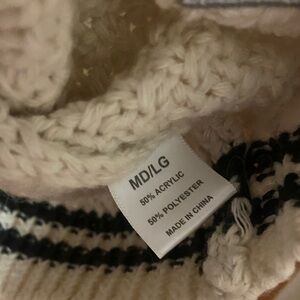 MD/LG
50% ACRYLIC
50% POLYESTER
MADE IN CHINA